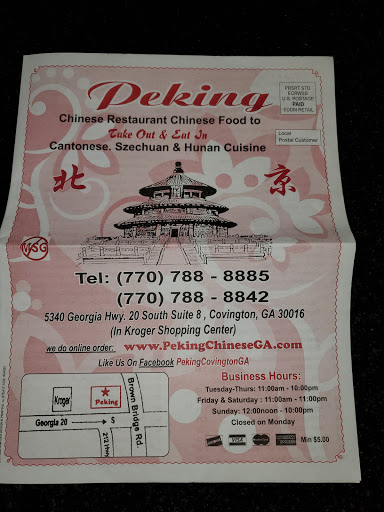 Peking
PRSRT STD
ECRWSS
U.S. POSTAGE
PAID
EDDM RETAIL
Chinese Restaurant Chinese Food to
Take Out & Eat In
Cantonese. Szechuan & Hunan Cuisine
Local
Postal Customer
北 京
MSG
Tel: (770) 788 - 8885
(770) 788 - 8842
5340 Georgia Hwy. 20 South Suite 8 , Covington, GA 30016
(In Kroger Shopping Center)
we do online order: www.PekingChineseGA.com
Like Us On Facebook PekingCovingtonGA
Kroger
Peking
Brown Bridge Rd.
Georgia 20
S
212 Hwy
Business Hours:
Tuesday-Thurs: 11:00am - 10:00pm
Friday & Saturday : 11:00am - 11:00pm
Sunday: 12:00noon - 10:00pm
Closed on Monday
VISA
Min $5.00